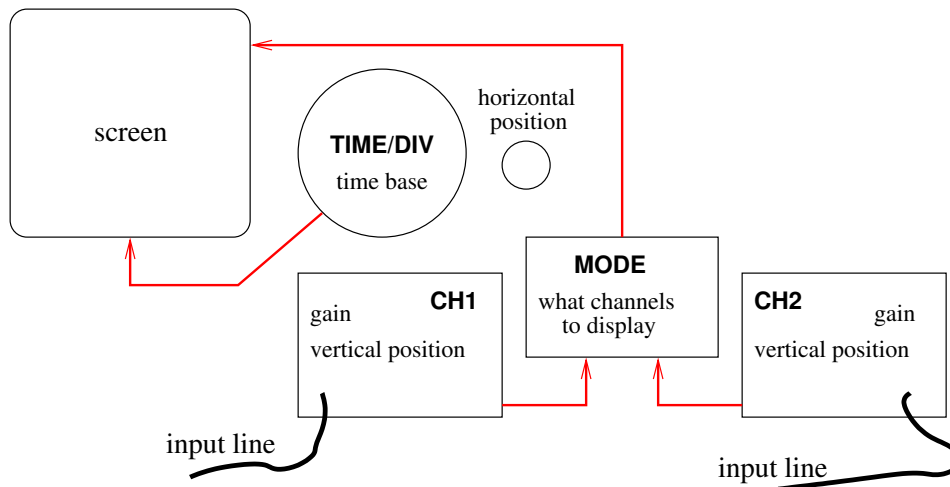 screen
TIME/DIV
time base
horizontal
position
MODE
what channels
to display
CH1
gain
vertical position
CH2
gain
vertical position
input line
input line